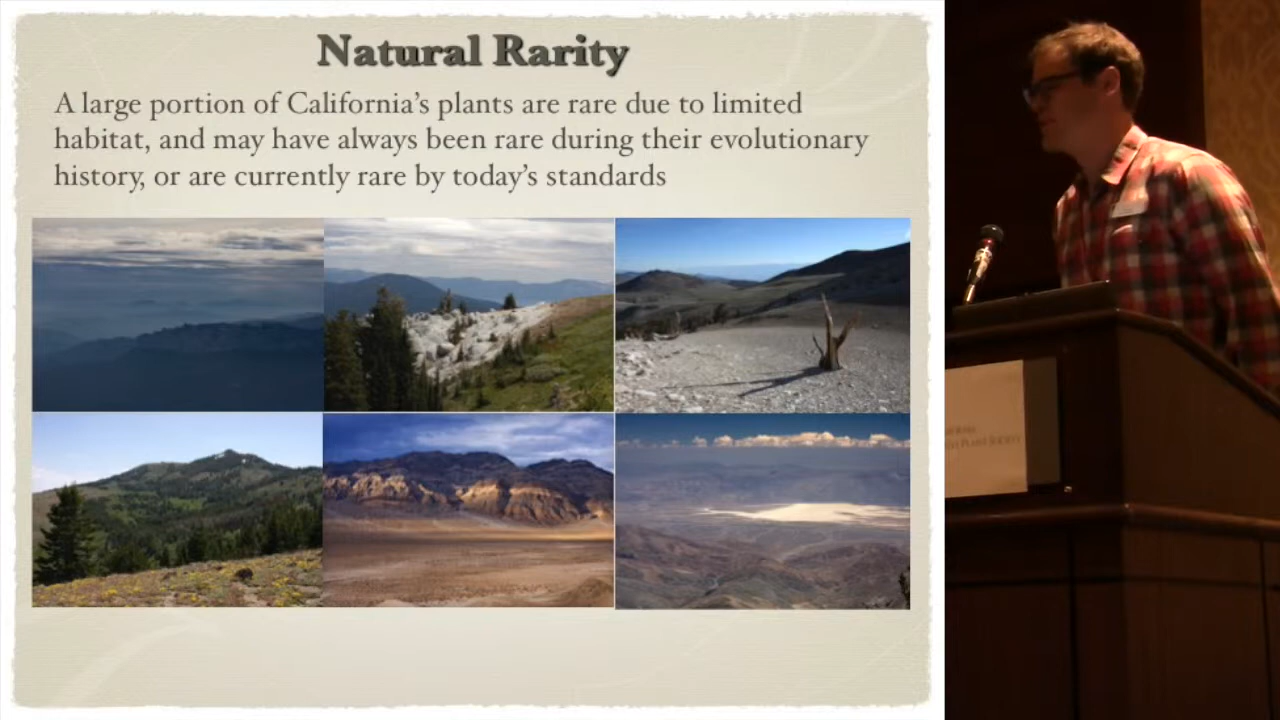 Natural Rarity
A large portion of California's plants are rare due to limited
habitat, and may have always been rare during their evolutionary
history, or are currently rare by today's standards